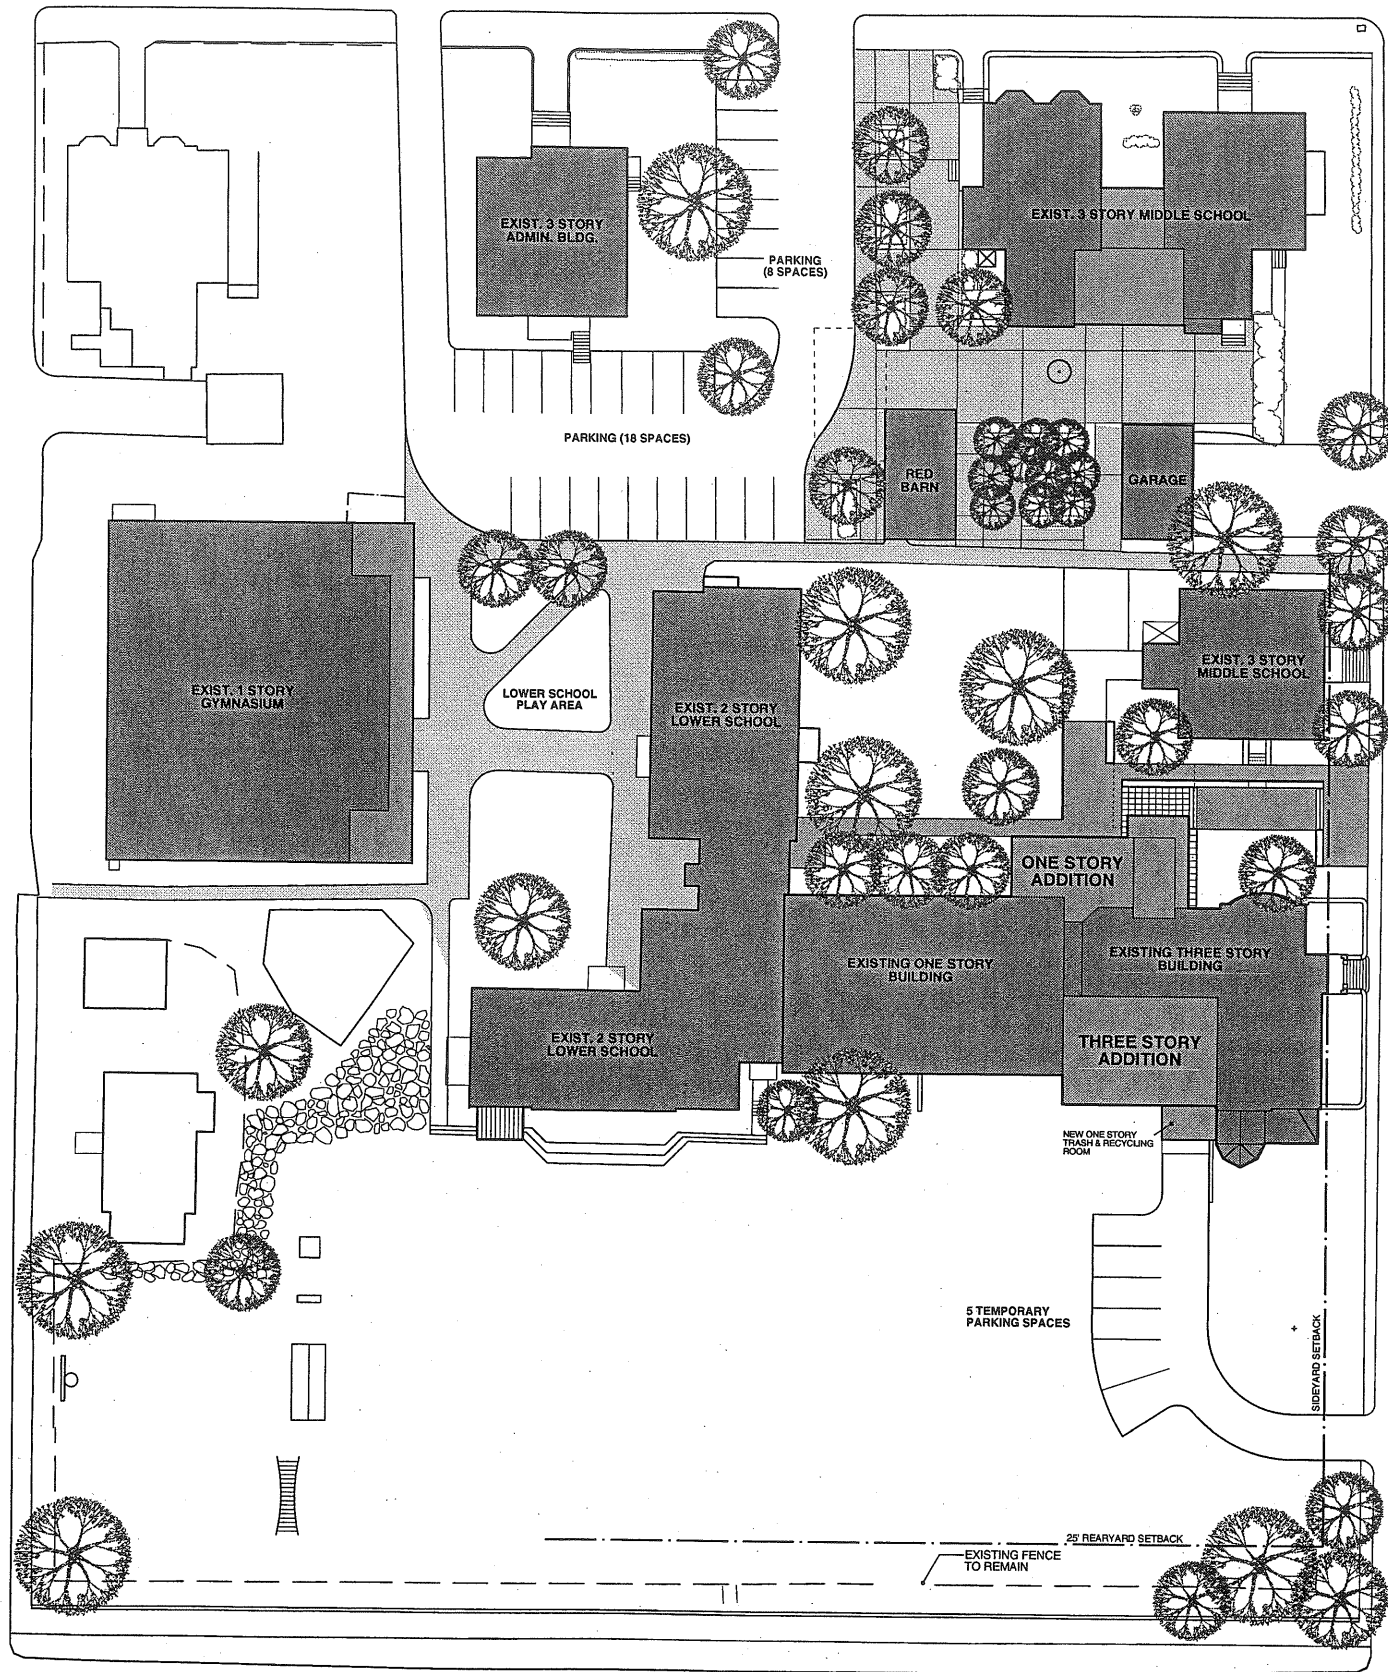 EXIST. 3 STORY
ADMIN. BLDG.
EXIST. 3 STORY MIDDLE SCHOOL
PARKING
(8 SPACES)
PARKING (18 SPACES)
RED
BARN
GARAGE
EXIST. 1 STORY
GYMNASIUM
LOWER SCHOOL
PLAY AREA
EXIST. 2 STORY
LOWER SCHOOL
EXIST. 3 STORY
MIDDLE SCHOOL
ONE STORY
ADDITION
EXISTING ONE STORY
BUILDING
EXISTING THREE STORY
BUILDING
EXIST. 2 STORY
LOWER SCHOOL
THREE STORY
ADDITION
NEW ONE STORY
TRASH & RECYCLING
ROOM
5 TEMPORARY
PARKING SPACES
SIDEYARD SETBACK
25' REARYARD SETBACK
EXISTING FENCE
TO REMAIN